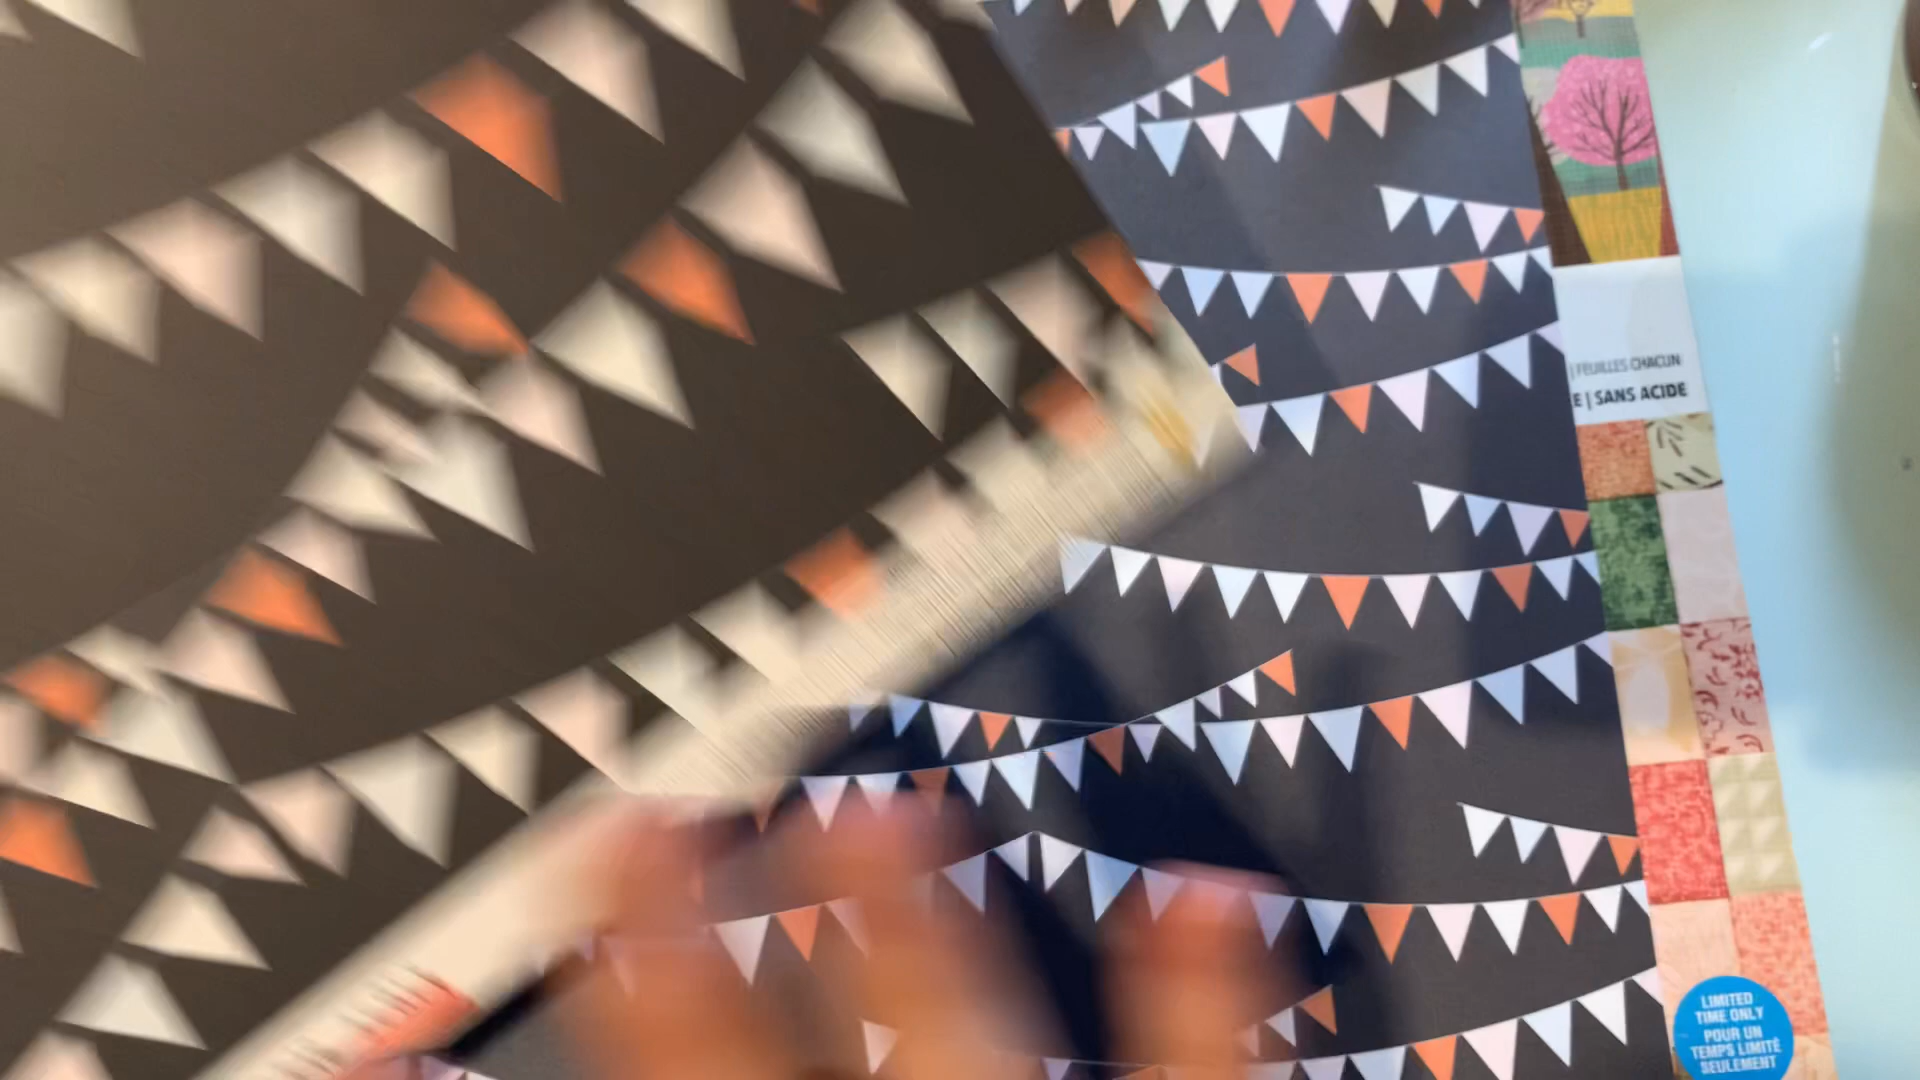 | FEUILLES CHACUN
E | SANS ACIDE
LIMITED
TIME ONLY
POUR UN
TEMPS LIMITÉ
SEULEMENT